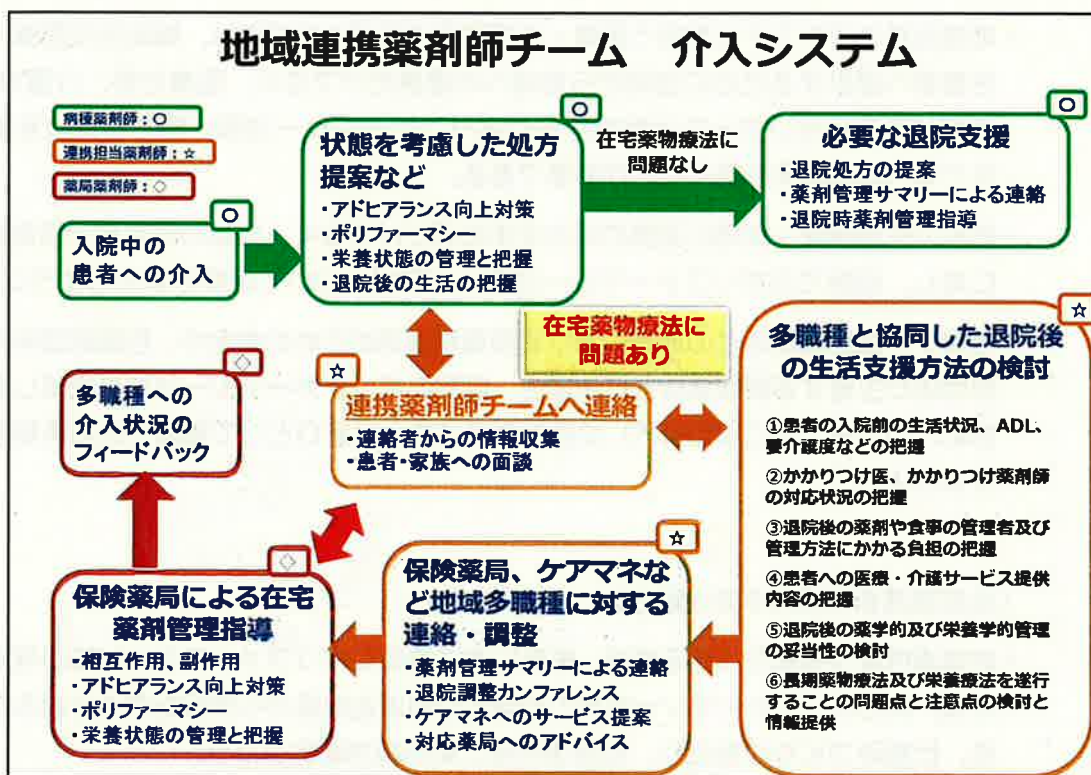 地域連携薬剤師チーム　介入システム
病棟薬剤師：○
連携担当薬剤師：☆
薬局薬剤師：◇
○
入院中の
患者への介入
○
状態を考慮した処方
提案など
・アドヒアランス向上対策
・ポリファーマシー
・栄養状態の管理と把握
・退院後の生活の把握
在宅薬物療法に
問題なし
○
必要な退院支援
・退院処方の提案
・薬剤管理サマリーによる連絡
・退院時薬剤管理指導
在宅薬物療法に
問題あり
☆
連携薬剤師チームへ連絡
・連絡者からの情報収集
・患者・家族への面談
☆
多職種と協同した退院後
の生活支援方法の検討
①患者の入院前の生活状況、ADL、
要介護度などの把握
②かかりつけ医、かかりつけ薬剤師
の対応状況の把握
③退院後の薬剤や食事の管理者及び
管理方法にかかる負担の把握
④患者への医療・介護サービス提供
内容の把握
⑤退院後の薬学的及び栄養学的管理
の妥当性の検討
⑥長期薬物療法及び栄養療法を遂行
することの問題点と注意点の検討と
情報提供
☆
保険薬局、ケアマネな
ど地域多職種に対する
連絡・調整
・薬剤管理サマリーによる連絡
・退院調整カンファレンス
・ケアマネへのサービス提案
・対応薬局へのアドバイス
◇
保険薬局による在宅
薬剤管理指導
・相互作用、副作用
・アドヒアランス向上対策
・ポリファーマシー
・栄養状態の管理と把握
◇
多職種への
介入状況の
フィードバック